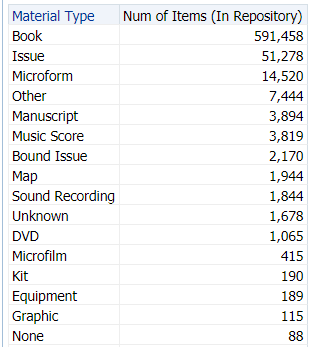 Material Type Num of Items (In Repository)
Book 591,458
Issue 51,278
Microform 14,520
Other 7,444
Manuscript 3,894
Music Score 3,819
Bound Issue 2,170
Map 1,944
Sound Recording 1,844
Unknown 1,678
DVD 1,065
Microfilm 415
Kit 190
Equipment 189
Graphic 115
None 88